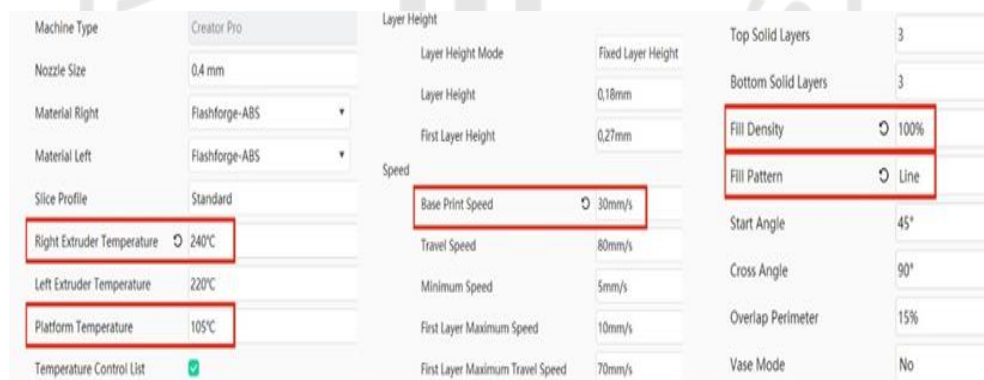 Machine Type Creator Pro
Nozzle Size 0.4 mm
Material Right Flashforge-ABS
Material Left Flashforge-ABS
Slice Profile Standard
Right Extruder Temperature 240°C
Left Extruder Temperature 220°C
Platform Temperature 105°C
Temperature Control List
Layer Height
Layer Height Mode Fixed Layer Height
Layer Height 0,18mm
First Layer Height 0,27mm
Speed
Base Print Speed 30mm/s
Travel Speed 80mm/s
Minimum Speed 5mm/s
First Layer Maximum Speed 10mm/s
First Layer Maximum Travel Speed 70mm/s
Top Solid Layers 3
Bottom Solid Layers 3
Fill Density 100%
Fill Pattern Line
Start Angle 45°
Cross Angle 90°
Overlap Perimeter 15%
Vase Mode No